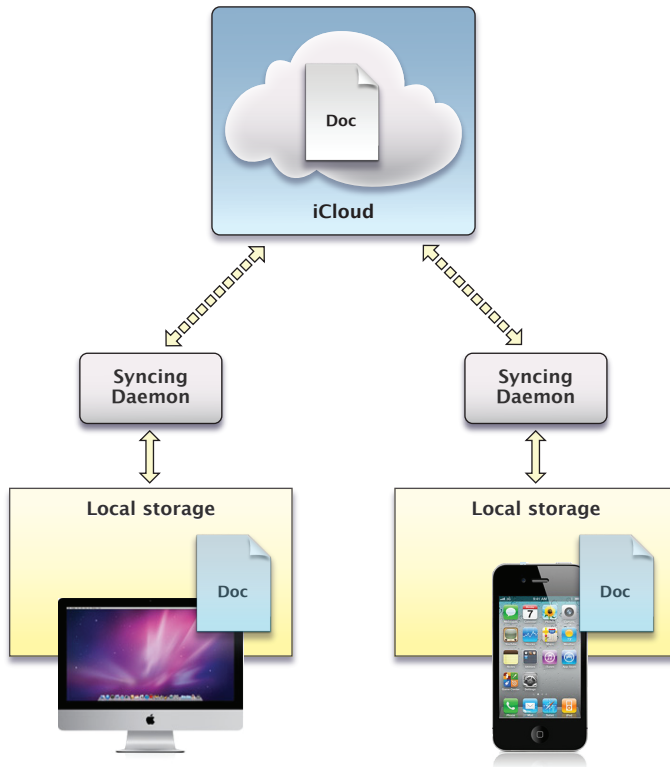 Doc
iCloud
Syncing
Daemon
Syncing
Daemon
Local storage
Local storage
Doc
Doc